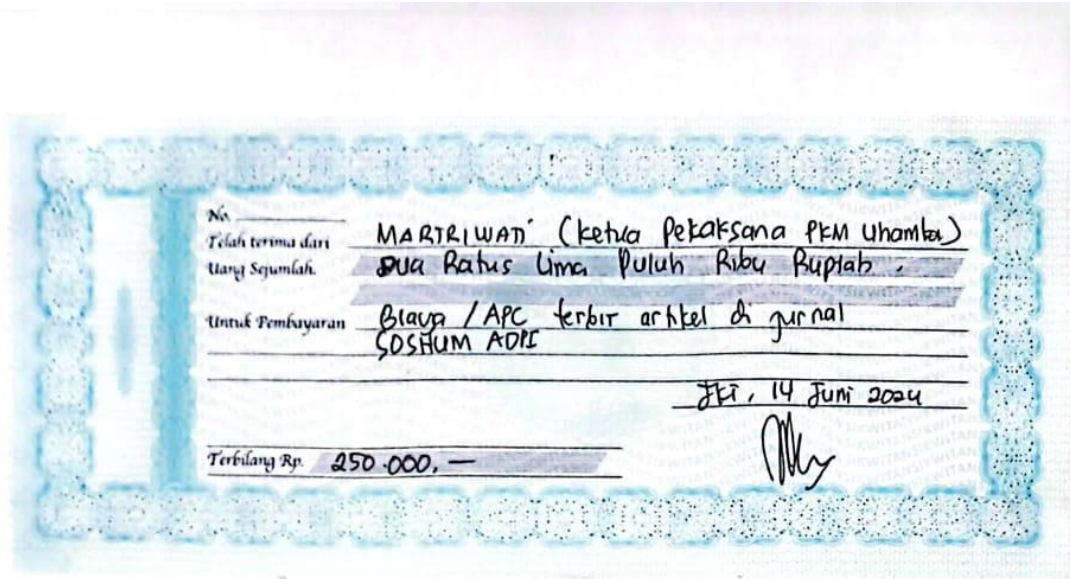 No.
Telah terima dari MARTRIWATI (ketua Pelaksana PKM Uhamka)
Uang Sejumlah. Dua Ratus Lima Puluh Ribu Rupiah.
Untuk Pembayaran Biaya / APC terbit artikel di jurnal
SOSHUM ADPI
Jkt, 14 Juni 2024
Terbilang Rp. 250.000,—